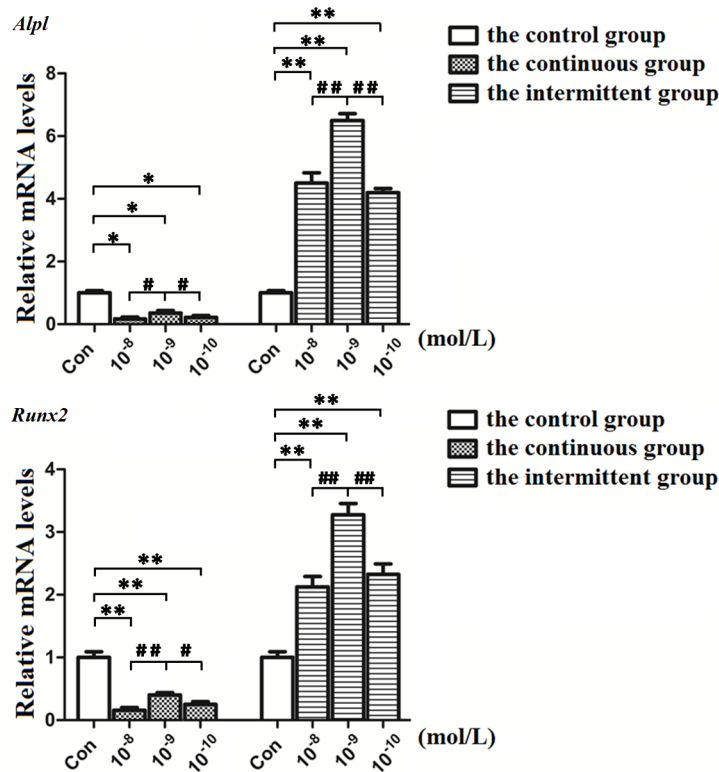 Alpl
the control group
the continuous group
the intermittent group
Relative mRNA levels
8
6
4
2
0
**
**
**
## ##
*
*
*
# #
Con 10-8 10-9 10-10 Con 10-8 10-9 10-10 (mol/L)
Runx2
the control group
the continuous group
the intermittent group
Relative mRNA levels
4
3
2
1
0
**
**
**
## ##
**
**
**
## #
Con 10-8 10-9 10-10 Con 10-8 10-9 10-10 (mol/L)